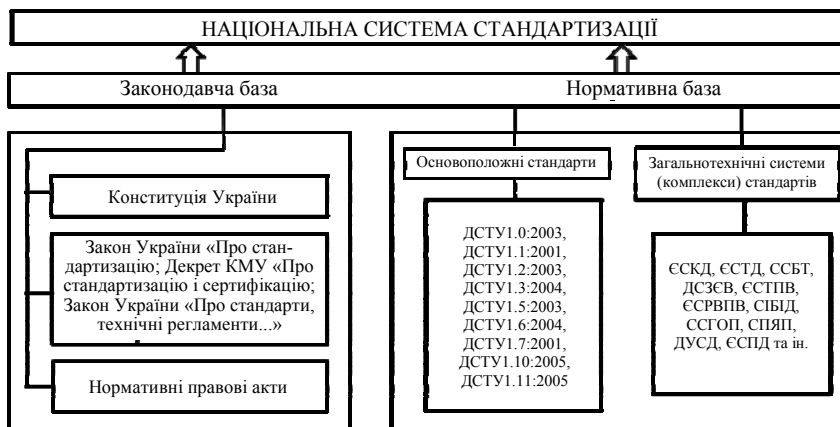 НАЦІОНАЛЬНА СИСТЕМА СТАНДАРТИЗАЦІЇ
Законодавча база
Нормативна база
Конституція України
Закон України «Про стан-
дартизацію; Декрет КМУ «Про
стандартизацію і сертифікацію;
Закон України «Про стандарти,
технічні регламенти...»
Нормативні правові акти
Основоположні стандарти
ДСТУ1.0:2003,
ДСТУ1.1:2001,
ДСТУ1.2:2003,
ДСТУ1.3:2004,
ДСТУ1.5:2003,
ДСТУ1.6:2004,
ДСТУ1.7:2001,
ДСТУ1.10:2005,
ДСТУ1.11:2005
Загальнотехнічні системи
(комплекси) стандартів
ЄСКД, ЄСТД, ССБТ,
ДСЗЄВ, ЄСТПВ,
ЄСРВПВ, СІБІД,
ССГОП, СПЯП,
ДУСД, ЄСПД та ін.